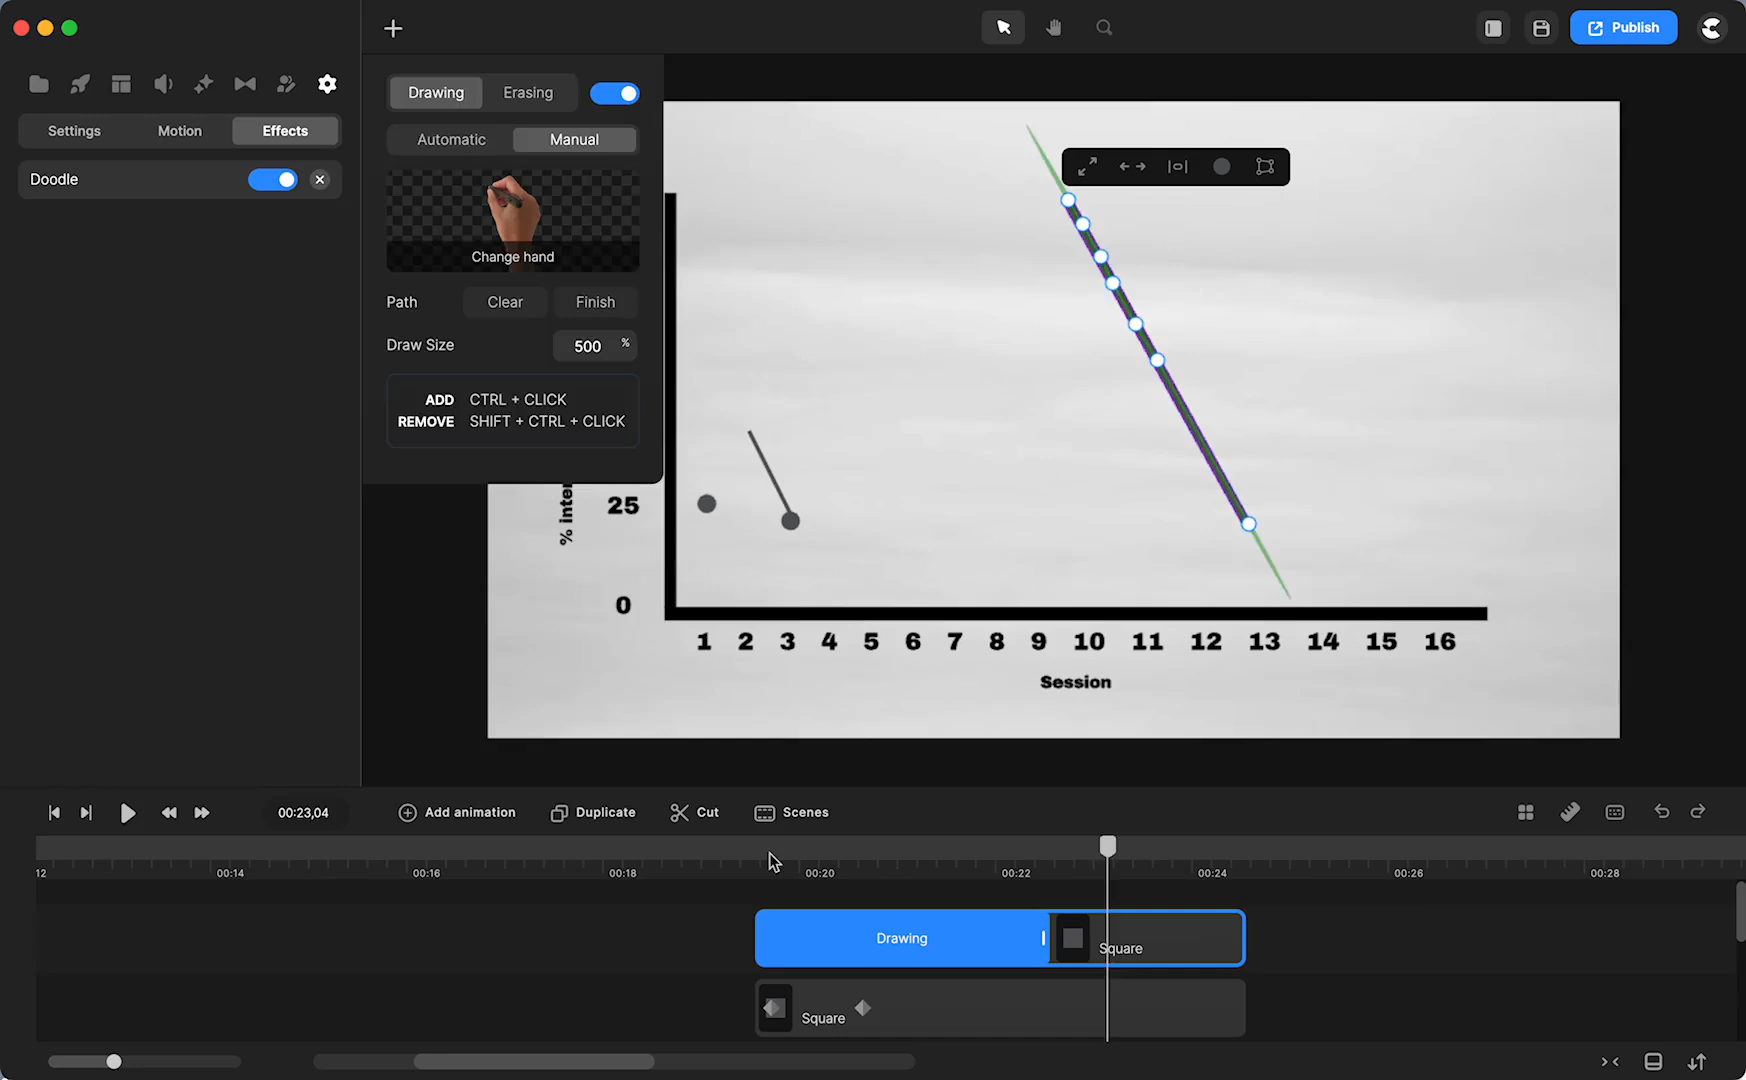 Publish
Settings Motion Effects
Doodle
Drawing Erasing
Automatic Manual
Change hand
Path Clear Finish
Draw Size 500 %
ADD CTRL + CLICK
REMOVE SHIFT + CTRL + CLICK
% inter
25
0
1 2 3 4 5 6 7 8 9 10 11 12 13 14 15 16
Session
00:23,04 Add animation Duplicate Cut Scenes
12 00:14 00:16 00:18 00:20 00:22 00:24 00:26 00:28
Drawing Square
Square